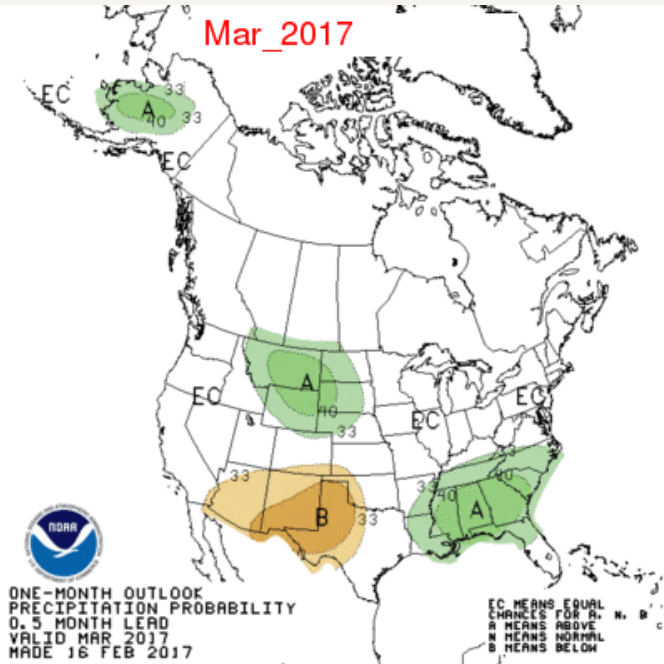 Mar_2017
33
EC
A
40
33
EC
A
EC
40
EC
EC
33
33
33
40
33
40
B
33
A
NOAA
ONE-MONTH OUTLOOK
PRECIPITATION PROBABILITY
0.5 MONTH LEAD
VALID MAR 2017
MADE 16 FEB 2017
EC MEANS EQUAL
CHANCES FOR A, N, B
A MEANS ABOVE
N MEANS NORMAL
B MEANS BELOW
C